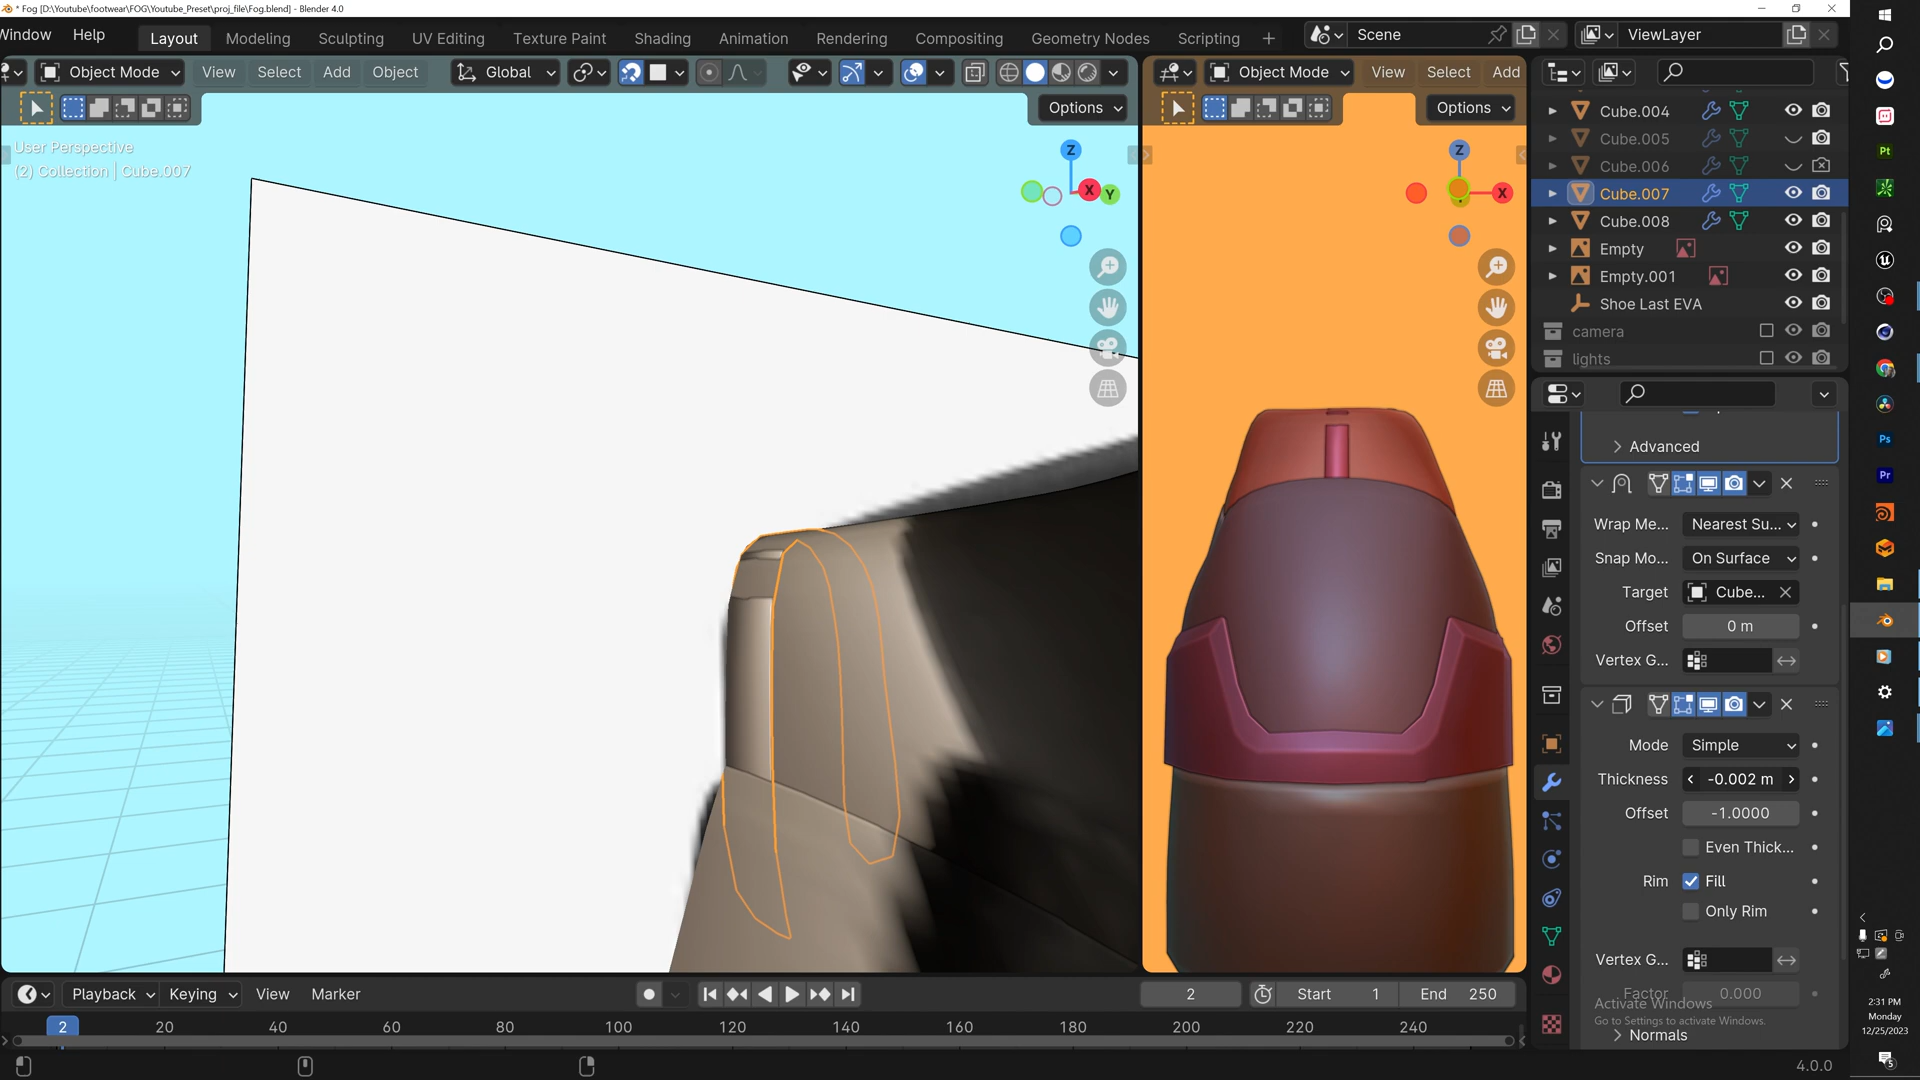 * Fog [D:\Youtube\footwear\FOG\Youtube_Preset\proj_file\Fog.blend] - Blender 4.0
Window Help Layout Modeling Sculpting UV Editing Texture Paint Shading Animation Rendering Compositing Geometry Nodes Scripting + Scene ViewLayer
Object Mode View Select Add Object Global Object Mode View Select Add
Options Options
User Perspective
(2) Collection | Cube.007
Z
X
Y
Z
X
Cube.004
Cube.005
Cube.006
Cube.007
Cube.008
Empty
Empty.001
Shoe Last EVA
camera
lights
Advanced
Wrap Me... Nearest Su...
Snap Mo... On Surface
Target Cube...
Offset 0 m
Vertex G...
Mode Simple
Thickness -0.002 m
Offset -1.0000
Even Thick...
Rim Fill
Only Rim
Vertex G...
Factor 0.000
Normals
Activate Windows
Go to Settings to activate Windows.
Playback Keying View Marker 2 Start 1 End 250
2 20 40 60 80 100 120 140 160 180 200 220 240
4.0.0
Pt
Ps
Pr
2:31 PM
Monday
12/25/2023
5